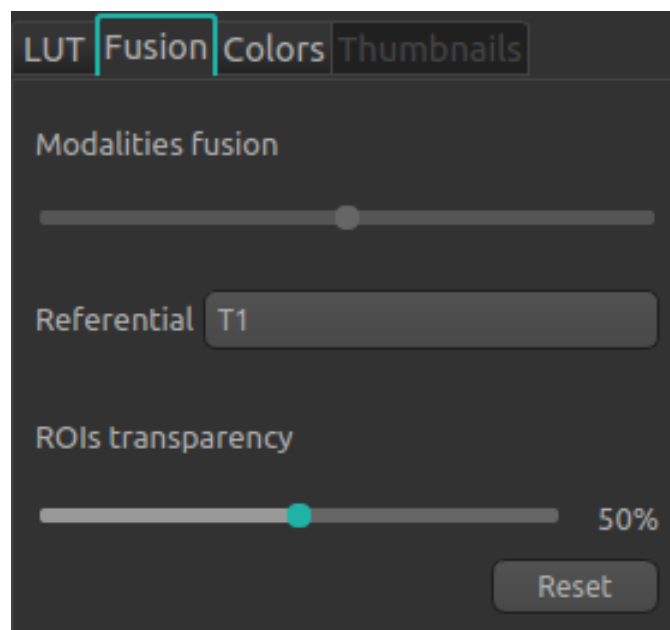 LUT Fusion Colors Thumbnails
Modalities fusion
Referential T1
ROIs transparency
50%
Reset